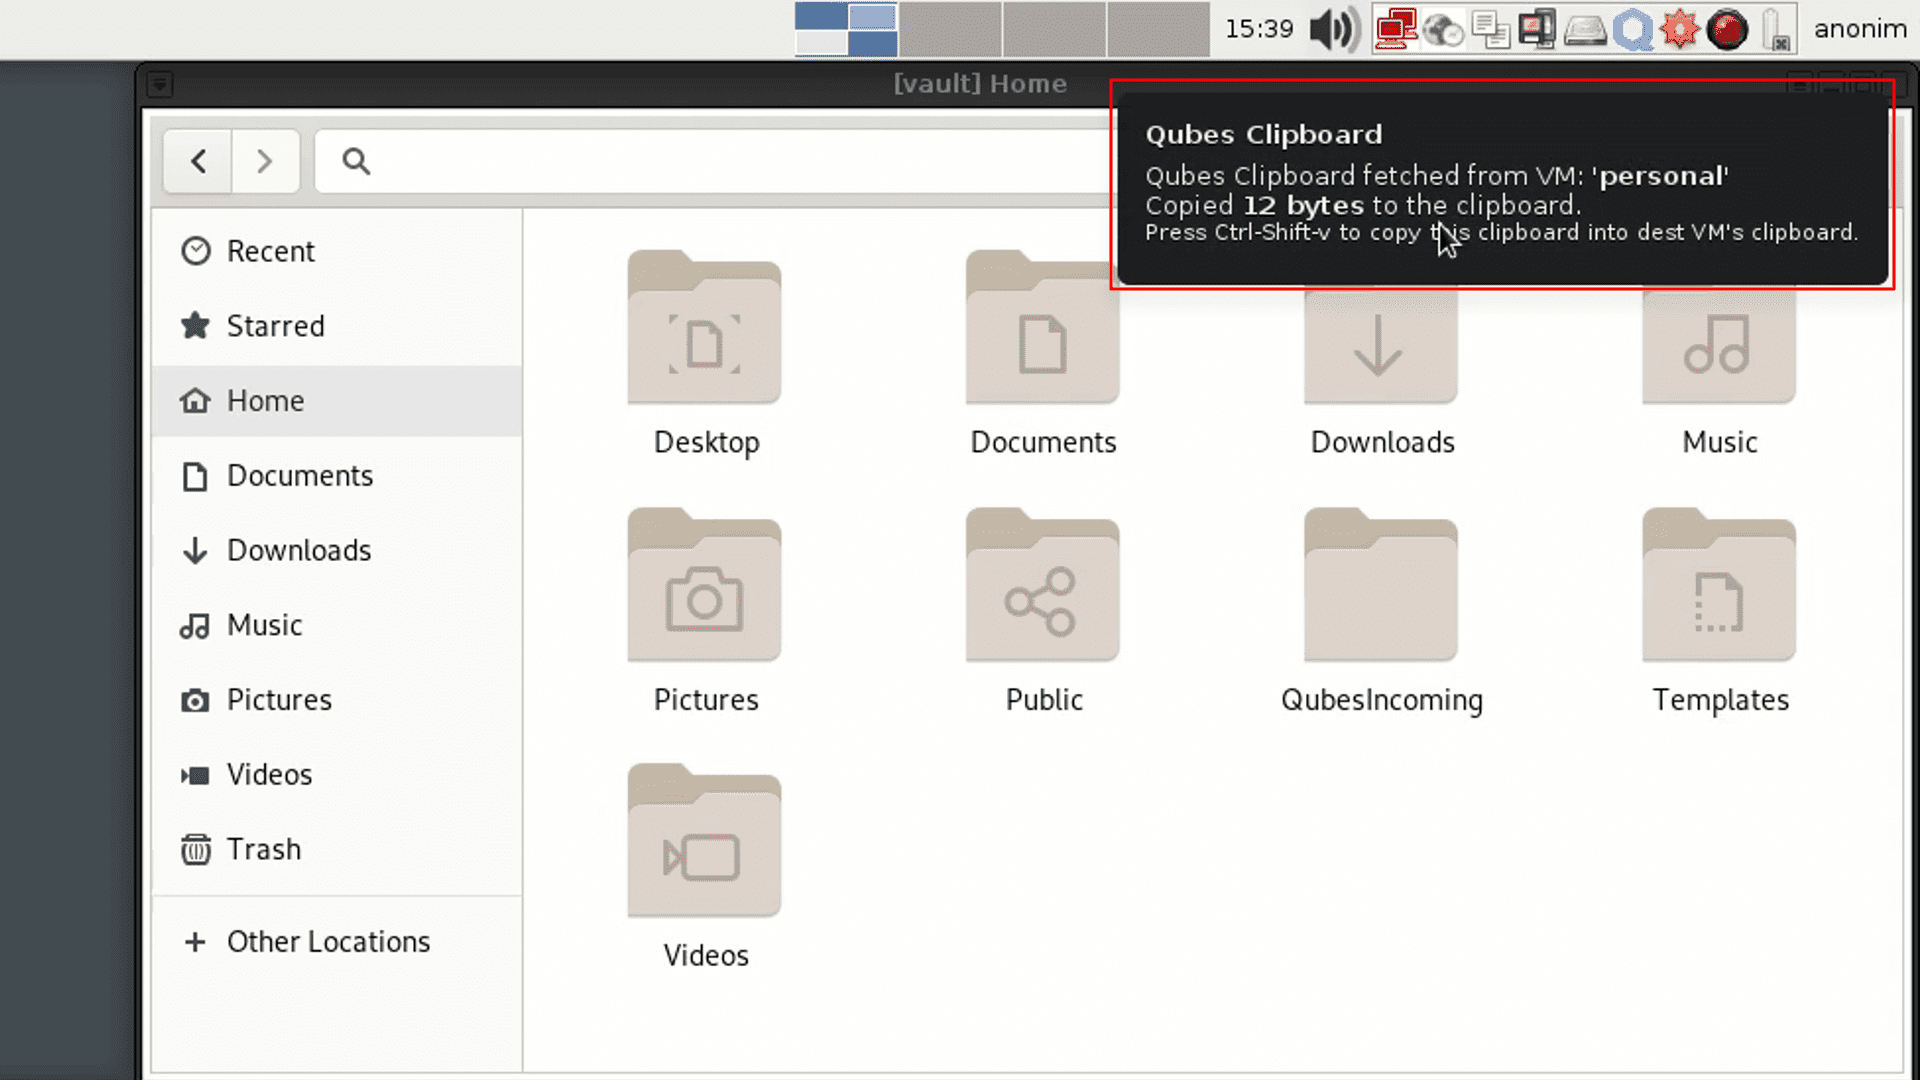 15:39
anonim
[vault] Home
Qubes Clipboard
Qubes Clipboard fetched from VM: 'personal'
Copied 12 bytes to the clipboard.
Press Ctrl-Shift-v to copy this clipboard into dest VM's clipboard.
Recent
Starred
Home
Documents
Downloads
Music
Pictures
Videos
Trash
Other Locations
Desktop
Documents
Downloads
Music
Pictures
Public
QubesIncoming
Templates
Videos